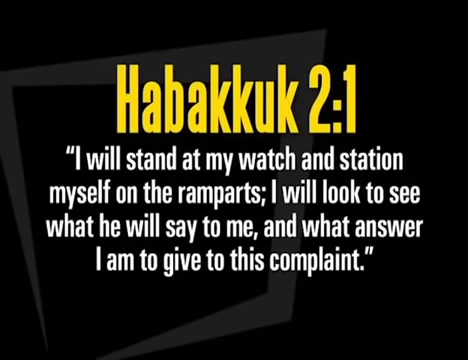 Habakkuk 2:1
“I will stand at my watch and station
myself on the ramparts; I will look to see
what he will say to me, and what answer
I am to give to this complaint.”